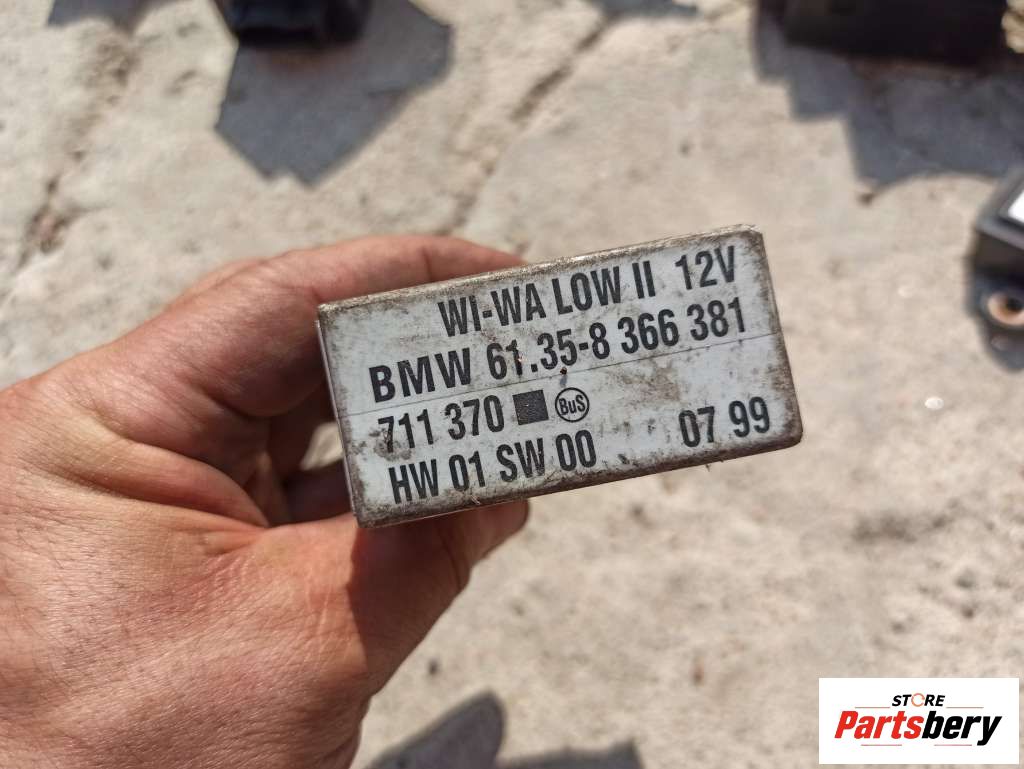 WI-WA LOW II 12V
BMW 61.35-8 366 381
711 370 BuS
HW 01 SW 00 07 99
STORE
Partsbery